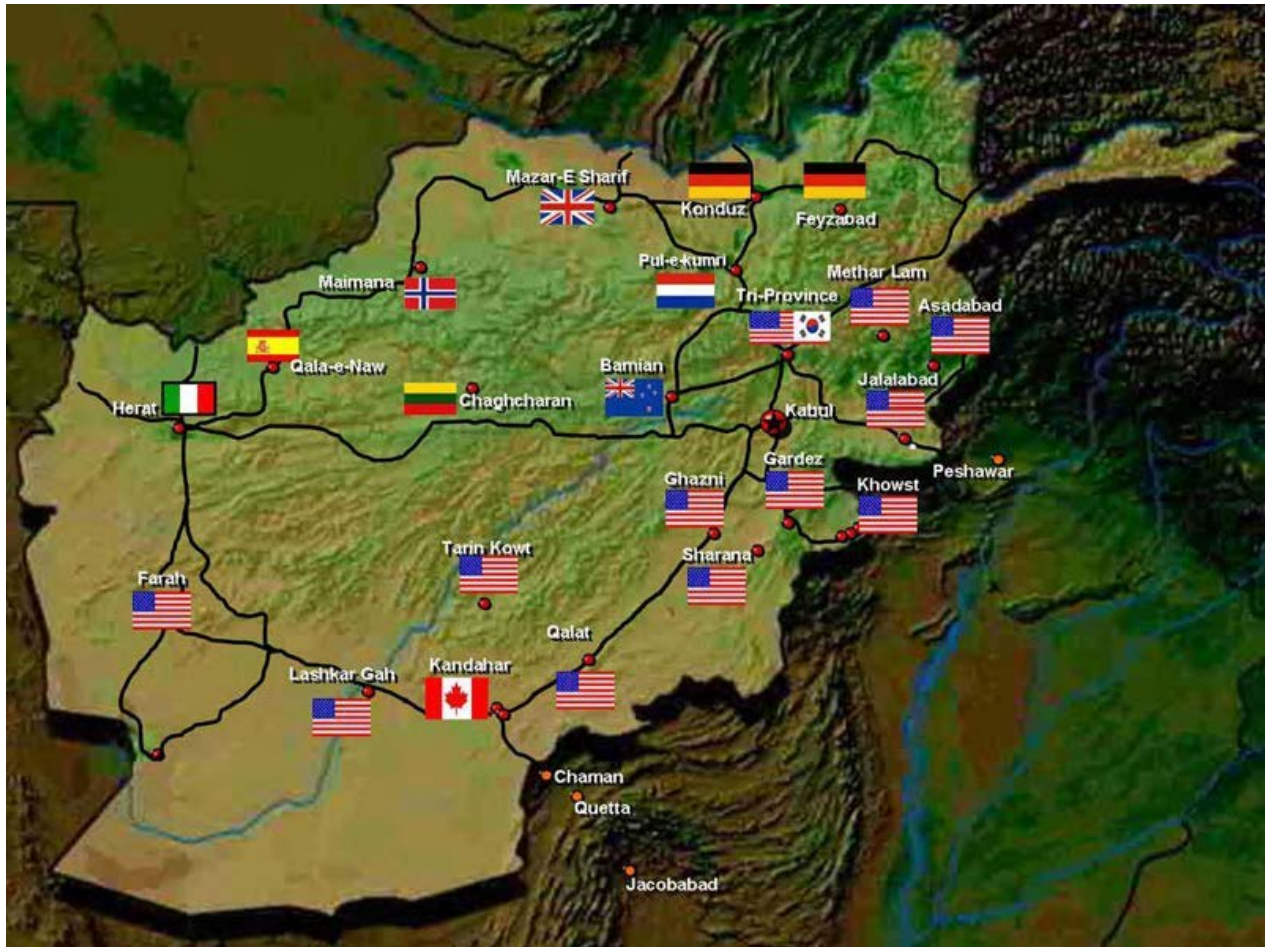 Mazar-E Sharif
Konduz
Feyzabad
Pul-e-kumri
Methar Lam
Maimana
Tri-Province
Asadabad
Qala-e-Naw
Bamian
Jalalabad
Herat
Chaghcharan
Kabul
Gardez
Peshawar
Ghazni
Khowst
Tarin Kowt
Sharana
Farah
Qalat
Lashkar Gah
Kandahar
Chaman
Quetta
Jacobabad